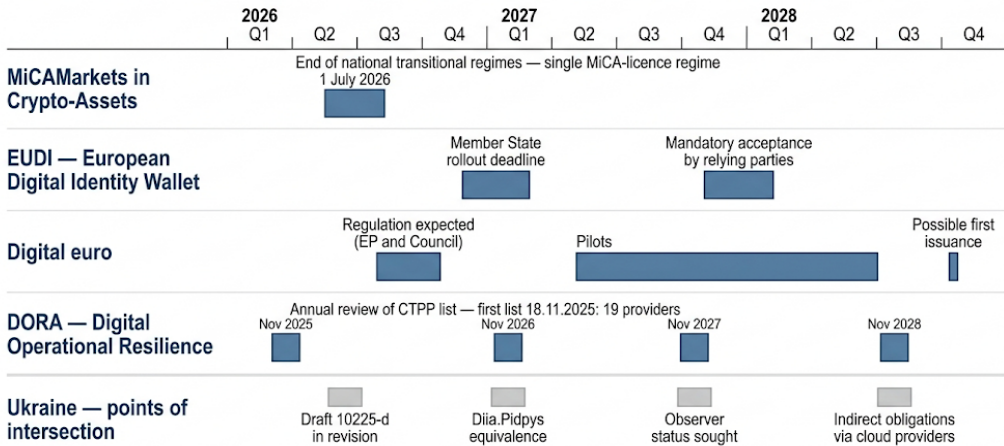 2026 2027 2028
Q1 Q2 Q3 Q4 Q1 Q2 Q3 Q4 Q1 Q2 Q3 Q4
MiCAMarkets in
Crypto-Assets
End of national transitional regimes — single MiCA-licence regime
1 July 2026
EUDI — European
Digital Identity Wallet
Member State
rollout deadline
Mandatory acceptance
by relying parties
Digital euro
Regulation expected
(EP and Council)
Pilots
Possible first
issuance
DORA — Digital
Operational Resilience
Annual review of CTPP list — first list 18.11.2025: 19 providers
Nov 2025 Nov 2026 Nov 2027 Nov 2028
Ukraine — points of
intersection
Draft 10225-d
in revision
Diia.Pidpys
equivalence
Observer
status sought
Indirect obligations
via cloud providers